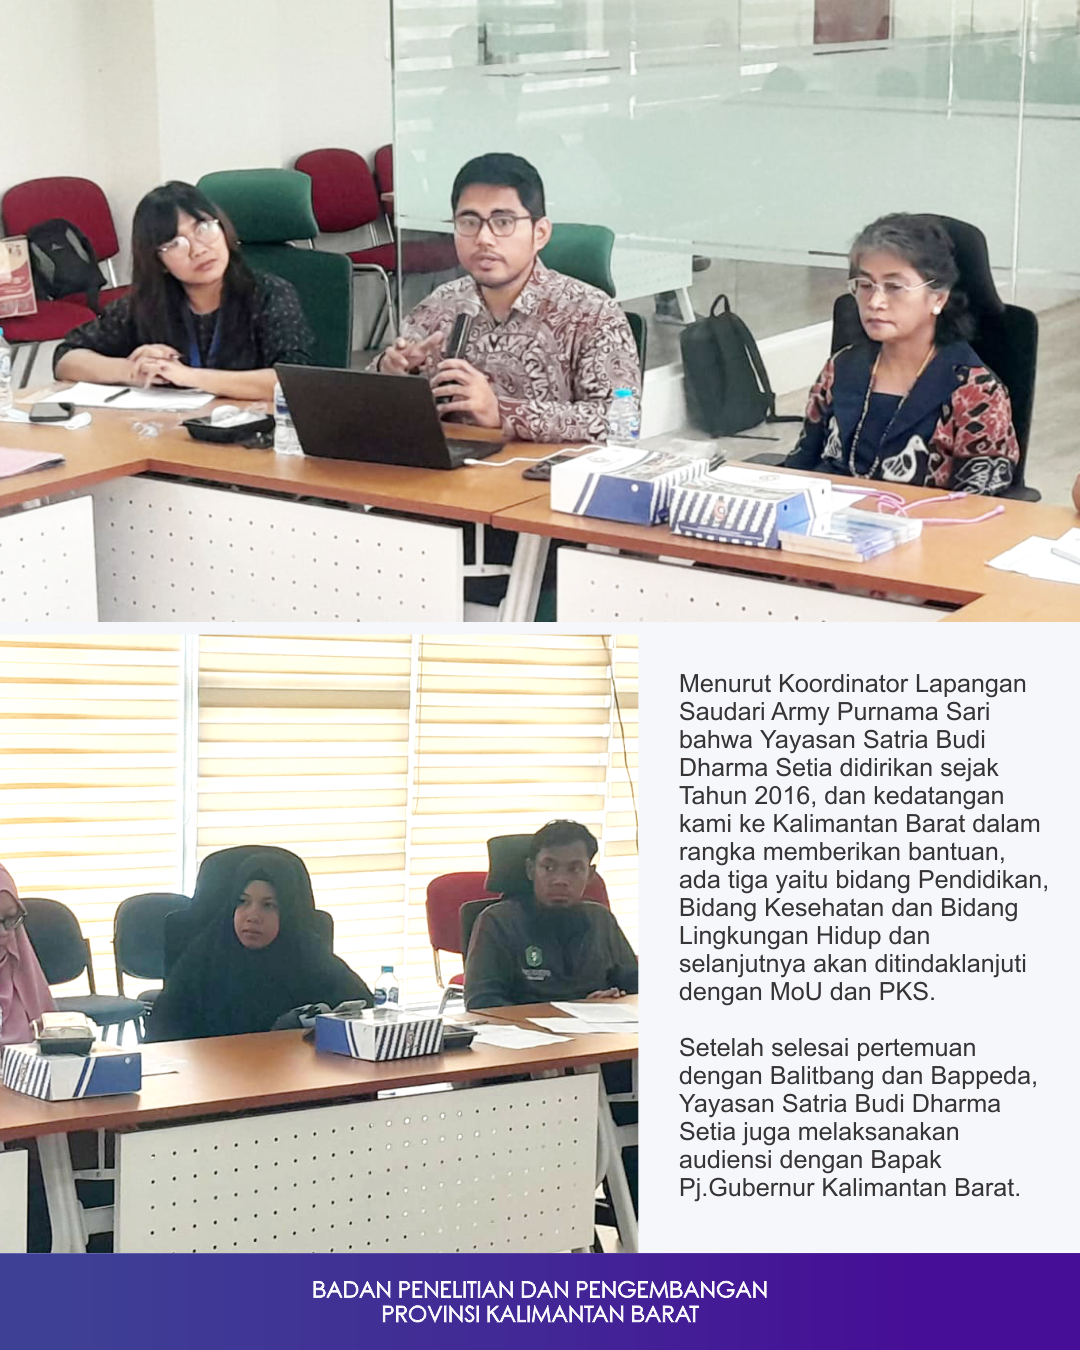 Menurut Koordinator Lapangan
Saudari Army Purnama Sari
bahwa Yayasan Satria Budi
Dharma Setia didirikan sejak
Tahun 2016, dan kedatangan
kami ke Kalimantan Barat dalam
rangka memberikan bantuan,
ada tiga yaitu bidang Pendidikan,
Bidang Kesehatan dan Bidang
Lingkungan Hidup dan
selanjutnya akan ditindaklanjuti
dengan MoU dan PKS.
Setelah selesai pertemuan
dengan Balitbang dan Bappeda,
Yayasan Satria Budi Dharma
Setia juga melaksanakan
audiensi dengan Bapak
Pj.Gubernur Kalimantan Barat.
BADAN PENELITIAN DAN PENGEMBANGAN
PROVINSI KALIMANTAN BARAT